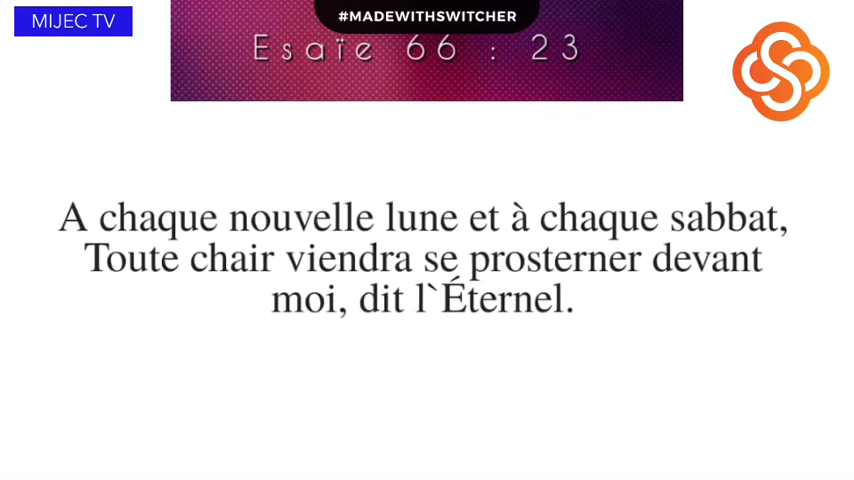 MIJEC TV
#MADEWITHSWITCHER
Esaïe 66 : 23
A chaque nouvelle lune et à chaque sabbat,
Toute chair viendra se prosterner devant
moi, dit l`Éternel.